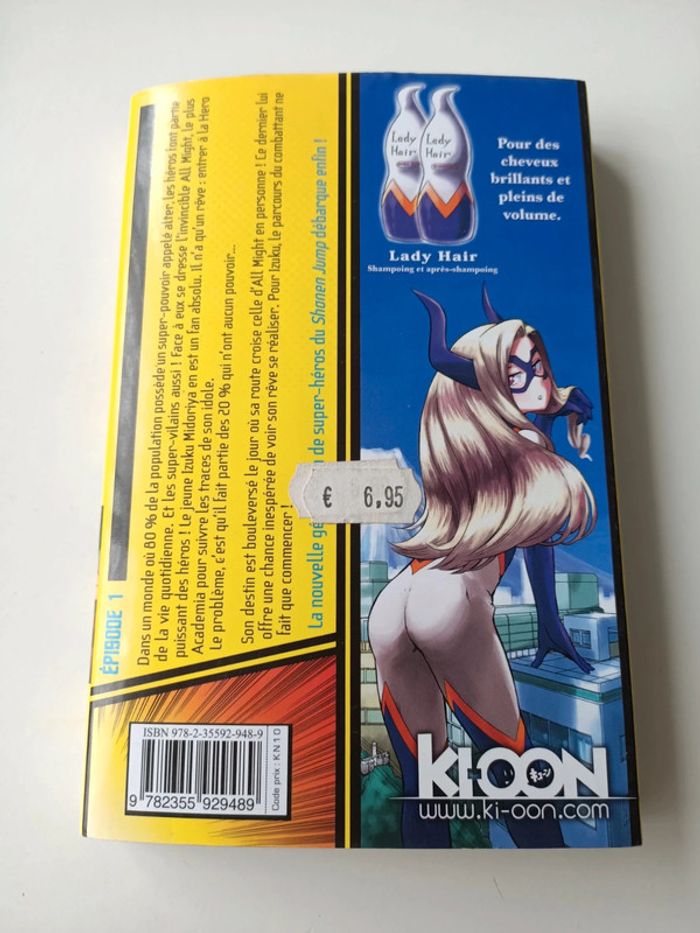 ÉPISODE 1
Dans un monde où 80 % de la population possède un super-pouvoir appelé alter, les héros font partie
de la vie quotidienne. Et les super-vilains aussi ! Face à eux se dresse l'invincible All Might, le plus
puissant des héros ! Le jeune Izuku Midoriya en est un fan absolu. Il n'a qu'un rêve : entrer à la Hero
Academia pour suivre les traces de son idole.
Le problème, c'est qu'il fait partie des 20 % qui n'ont aucun pouvoir...
Son destin est bouleversé le jour où sa route croise celle d'All Might en personne ! Ce dernier lui
offre une chance inespérée de voir son rêve se réaliser. Pour Izuku, le parcours du combattant ne
fait que commencer !
La nouvelle gé n de super-héros du Shonen Jump débarque enfin !
€ 6,95
ISBN 978-2-35592-948-9
9 782355 929489
Code prix : KN10
Lady
Hair
Lady
Hair
Lady Hair
Shampoing et après-shampoing
Pour des
cheveux
brillants et
pleins de
volume.
KI-OON
キューン
www.ki-oon.com